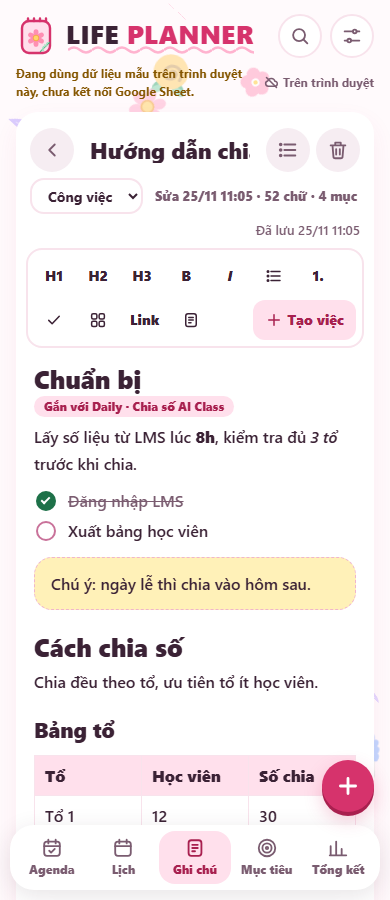 LIFE PLANNER
Đang dùng dữ liệu mẫu trên trình duyệt này, chưa kết nối Google Sheet.
Trên trình duyệt
Hướng dẫn chi
Công việc
Sửa 25/11 11:05 · 52 chữ · 4 mục
Đã lưu 25/11 11:05
H1 H2 H3 B I 1.
Link + Tạo việc
Chuẩn bị
Gắn với Daily · Chia số AI Class
Lấy số liệu từ LMS lúc 8h, kiểm tra đủ 3 tổ
trước khi chia.
Đăng nhập LMS
Xuất bảng học viên
Chú ý: ngày lễ thì chia vào hôm sau.
Cách chia số
Chia đều theo tổ, ưu tiên tổ ít học viên.
Bảng tổ
Tổ Học viên Số chia
Tổ 1 12 30
Agenda Lịch Ghi chú Mục tiêu Tổng kết